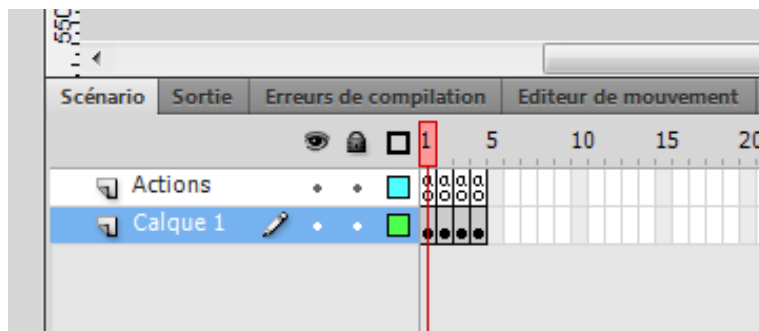 550
Scénario Sortie Erreurs de compilation Editeur de mouvement
1 5 10 15 20
Actions a a a a
Calque 1